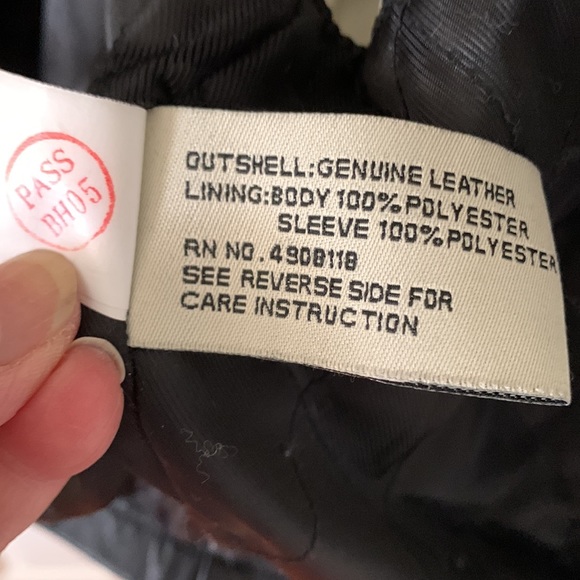 PASS
BH05
OUTSHELL:GENUINE LEATHER
LINING:BODY 100%POLYESTER
SLEEVE 100%POLYESTER
RN NO.4908118
SEE REVERSE SIDE FOR
CARE INSTRUCTION